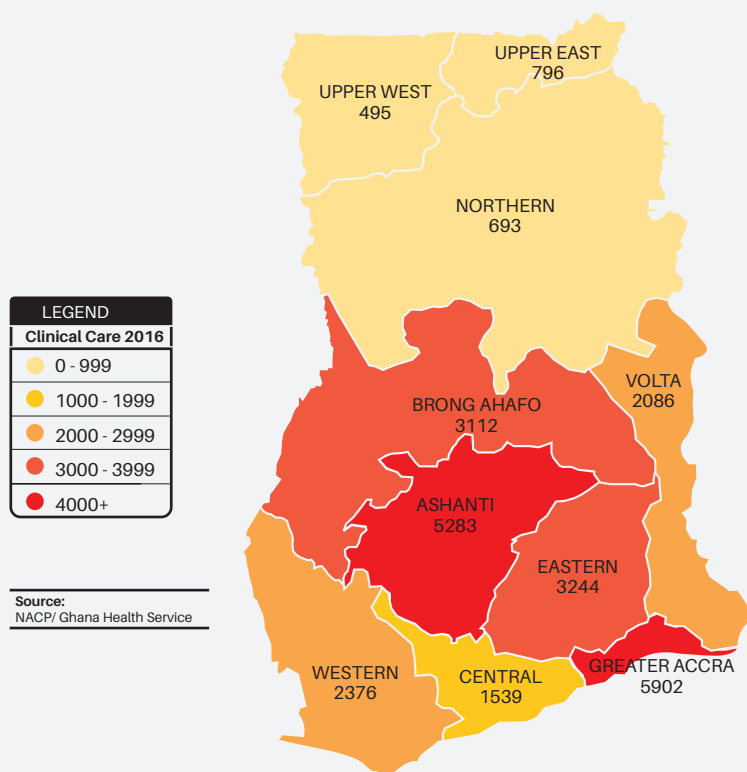 UPPER EAST
796
UPPER WEST
495
NORTHERN
693
LEGEND
Clinical Care 2016
0 - 999
1000 - 1999
2000 - 2999
3000 - 3999
4000+
VOLTA
2086
BRONG AHAFO
3112
ASHANTI
5283
EASTERN
3244
Source:
NACP/ Ghana Health Service
WESTERN
2376
CENTRAL
1539
GREATER ACCRA
5902